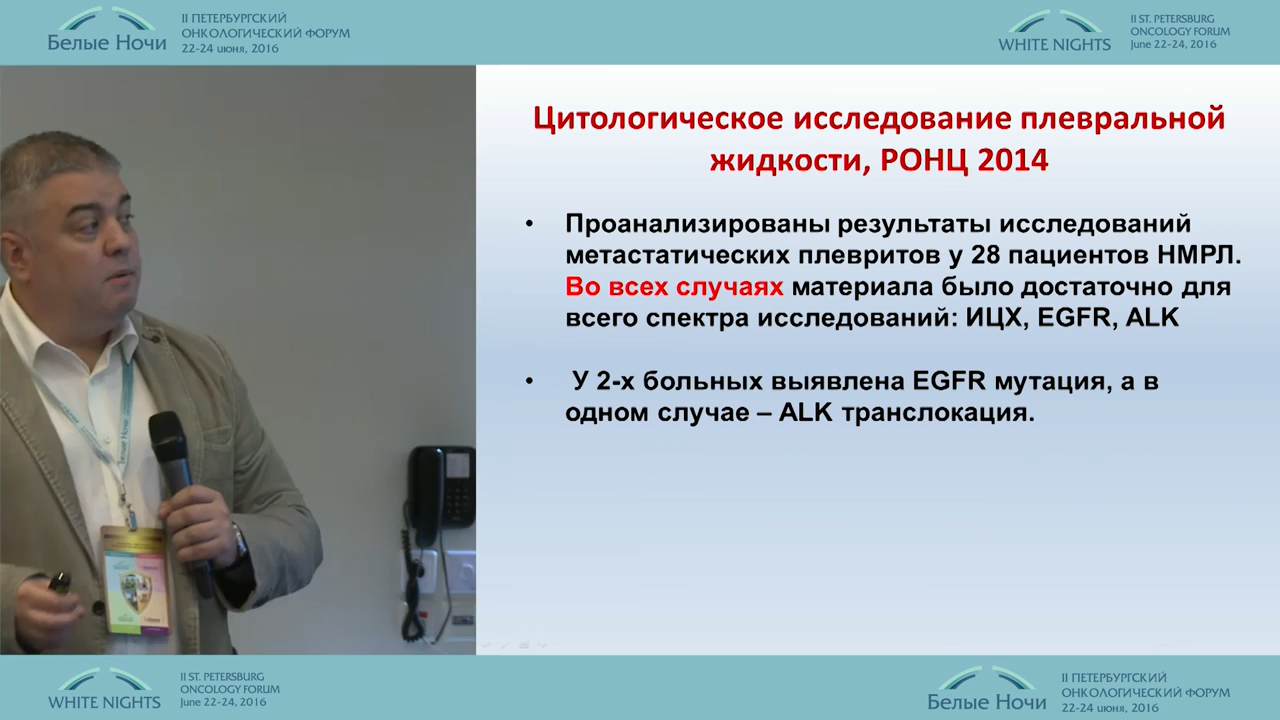 Белые Ночи
II ПЕТЕРБУРГСКИЙ
ОНКОЛОГИЧЕСКИЙ ФОРУМ
22-24 июня, 2016
WHITE NIGHTS
II ST. PETERSBURG
ONCOLOGY FORUM
June 22-24, 2016
Цитологическое исследование плевральной
жидкости, РОНЦ 2014
• Проанализированы результаты исследований
метастатических плевритов у 28 пациентов НМРЛ.
Во всех случаях материала было достаточно для
всего спектра исследований: ИЦХ, EGFR, ALK
• У 2-х больных выявлена EGFR мутация, а в
одном случае – ALK транслокация.
Белые Ночи
WHITE NIGHTS
II ST. PETERSBURG
ONCOLOGY FORUM
June 22-24, 2016
Белые Ночи
II ПЕТЕРБУРГСКИЙ
ОНКОЛОГИЧЕСКИЙ ФОРУМ
22-24 июня, 2016